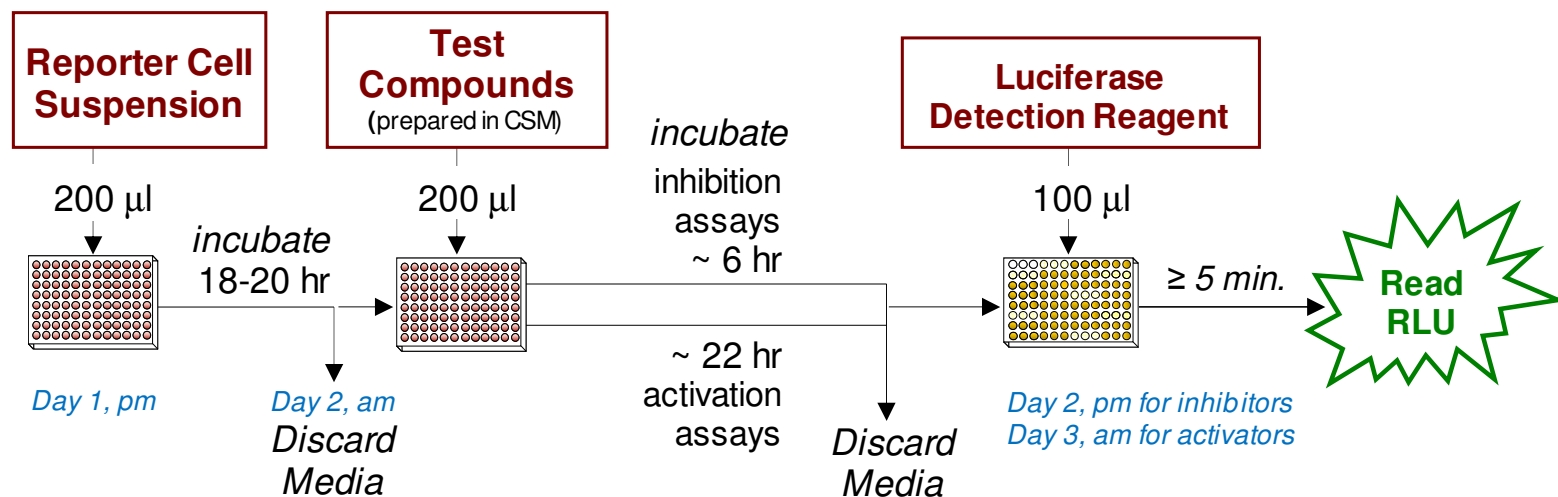 Reporter Cell
Suspension
200 μl
Day 1, pm
incubate
18-20 hr
Day 2, am
Discard
Media
Test
Compounds
(prepared in CSM)
200 μl
incubate
inhibition
assays
~ 6 hr
~ 22 hr
activation
assays
Discard
Media
Luciferase
Detection Reagent
100 μl
Day 2, pm for inhibitors
Day 3, am for activators
≥ 5 min.
Read
RLU